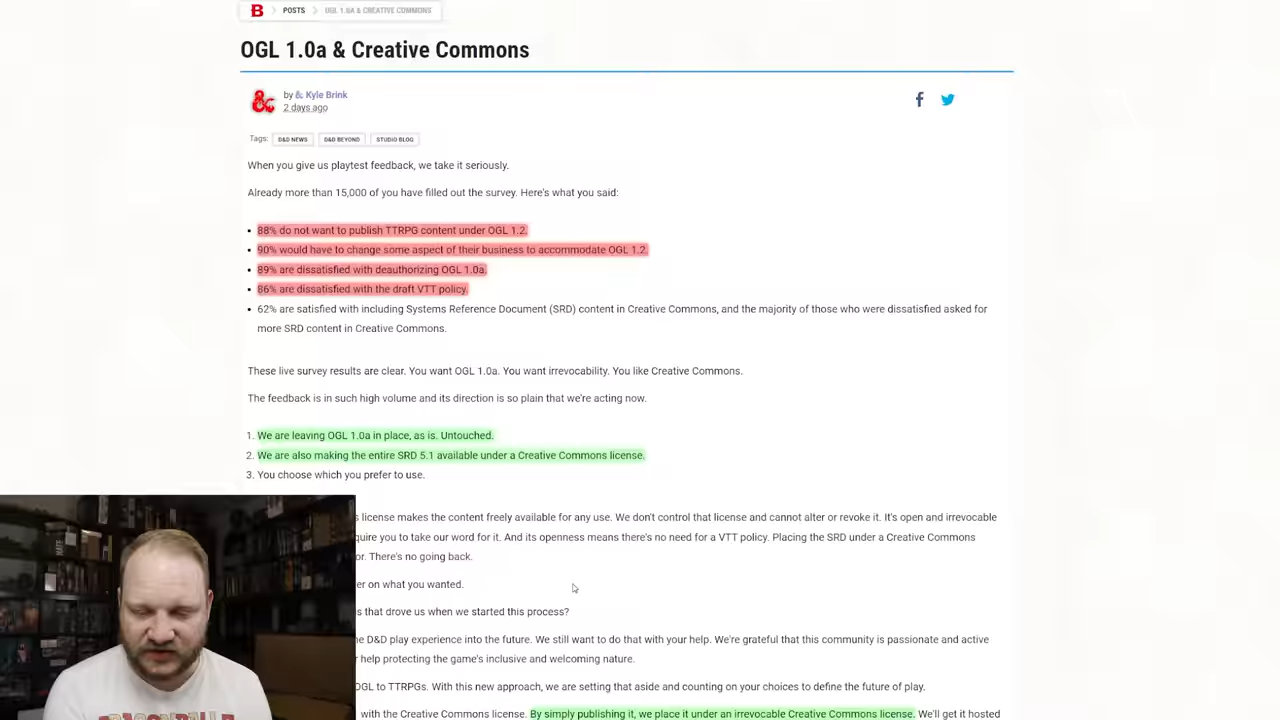 B POSTS OGL 1.0A & CREATIVE COMMONS
OGL 1.0a & Creative Commons
by & Kyle Brink
2 days ago
Tags: D&D NEWS D&D BEYOND STUDIO BLOG
When you give us playtest feedback, we take it seriously.
Already more than 15,000 of you have filled out the survey. Here's what you said:
• 88% do not want to publish TTRPG content under OGL 1.2.
• 90% would have to change some aspect of their business to accommodate OGL 1.2.
• 89% are dissatisfied with deauthorizing OGL 1.0a.
• 86% are dissatisfied with the draft VTT policy.
• 62% are satisfied with including Systems Reference Document (SRD) content in Creative Commons, and the majority of those who were dissatisfied asked for
more SRD content in Creative Commons.
These live survey results are clear. You want OGL 1.0a. You want irrevocability. You like Creative Commons.
The feedback is in such high volume and its direction is so plain that we're acting now.
1. We are leaving OGL 1.0a in place, as is. Untouched.
2. We are also making the entire SRD 5.1 available under a Creative Commons license.
3. You choose which you prefer to use.
s license makes the content freely available for any use. We don't control that license and cannot alter or revoke it. It's open and irrevocable
quire you to take our word for it. And its openness means there's no need for a VTT policy. Placing the SRD under a Creative Commons
or. There's no going back.
er on what you wanted.
s that drove us when we started this process?
he D&D play experience into the future. We still want to do that with your help. We're grateful that this community is passionate and active
r help protecting the game's inclusive and welcoming nature.
OGL to TTRPGs. With this new approach, we are setting that aside and counting on your choices to define the future of play.
with the Creative Commons license. By simply publishing it, we place it under an irrevocable Creative Commons license. We'll get it hosted